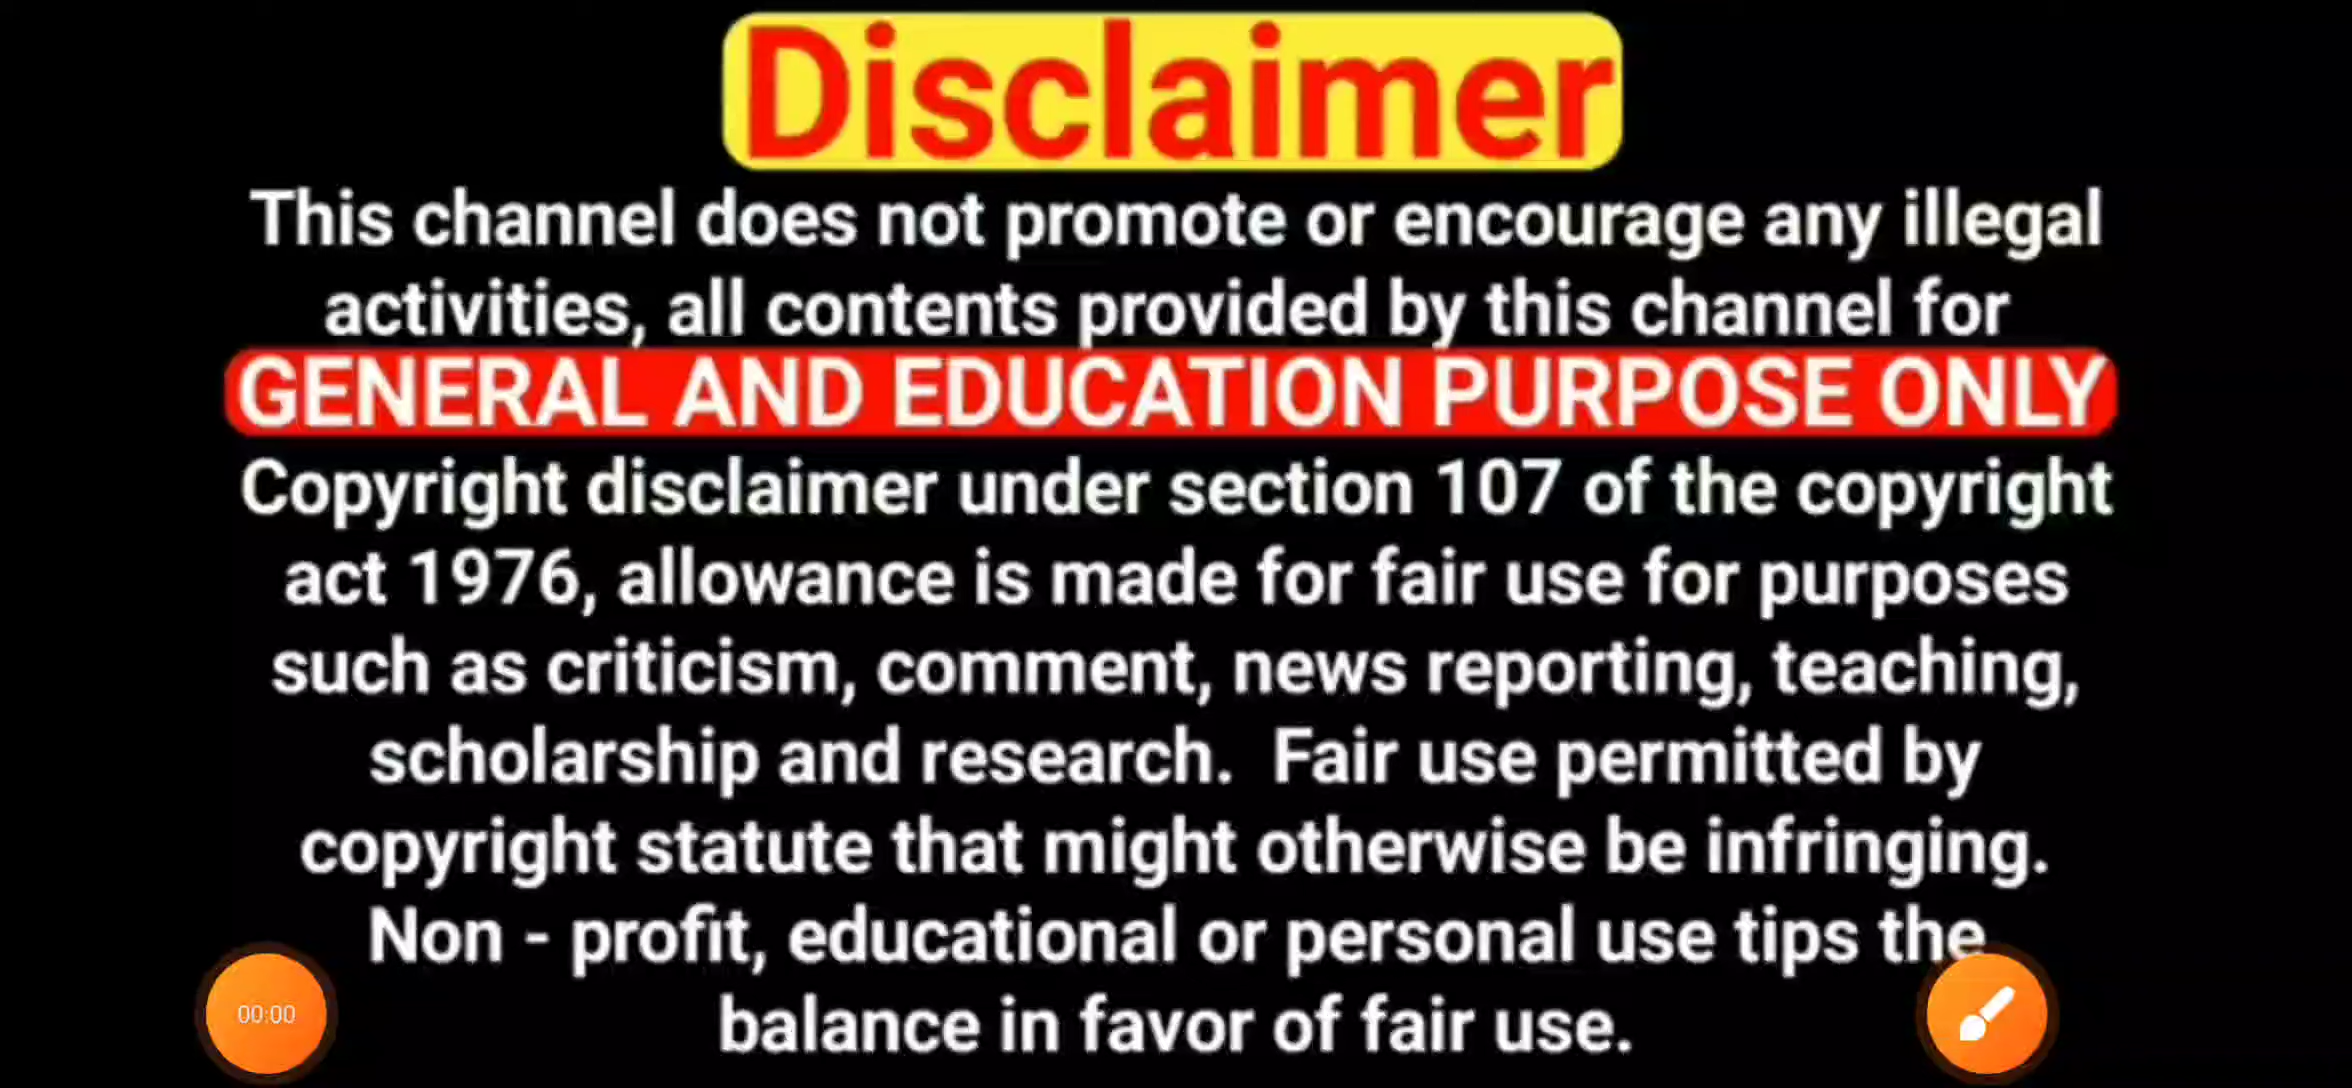 Disclaimer
This channel does not promote or encourage any illegal
activities, all contents provided by this channel for
GENERAL AND EDUCATION PURPOSE ONLY
Copyright disclaimer under section 107 of the copyright
act 1976, allowance is made for fair use for purposes
such as criticism, comment, news reporting, teaching,
scholarship and research.  Fair use permitted by
copyright statute that might otherwise be infringing.
Non - profit, educational or personal use tips the
balance in favor of fair use.
00:00